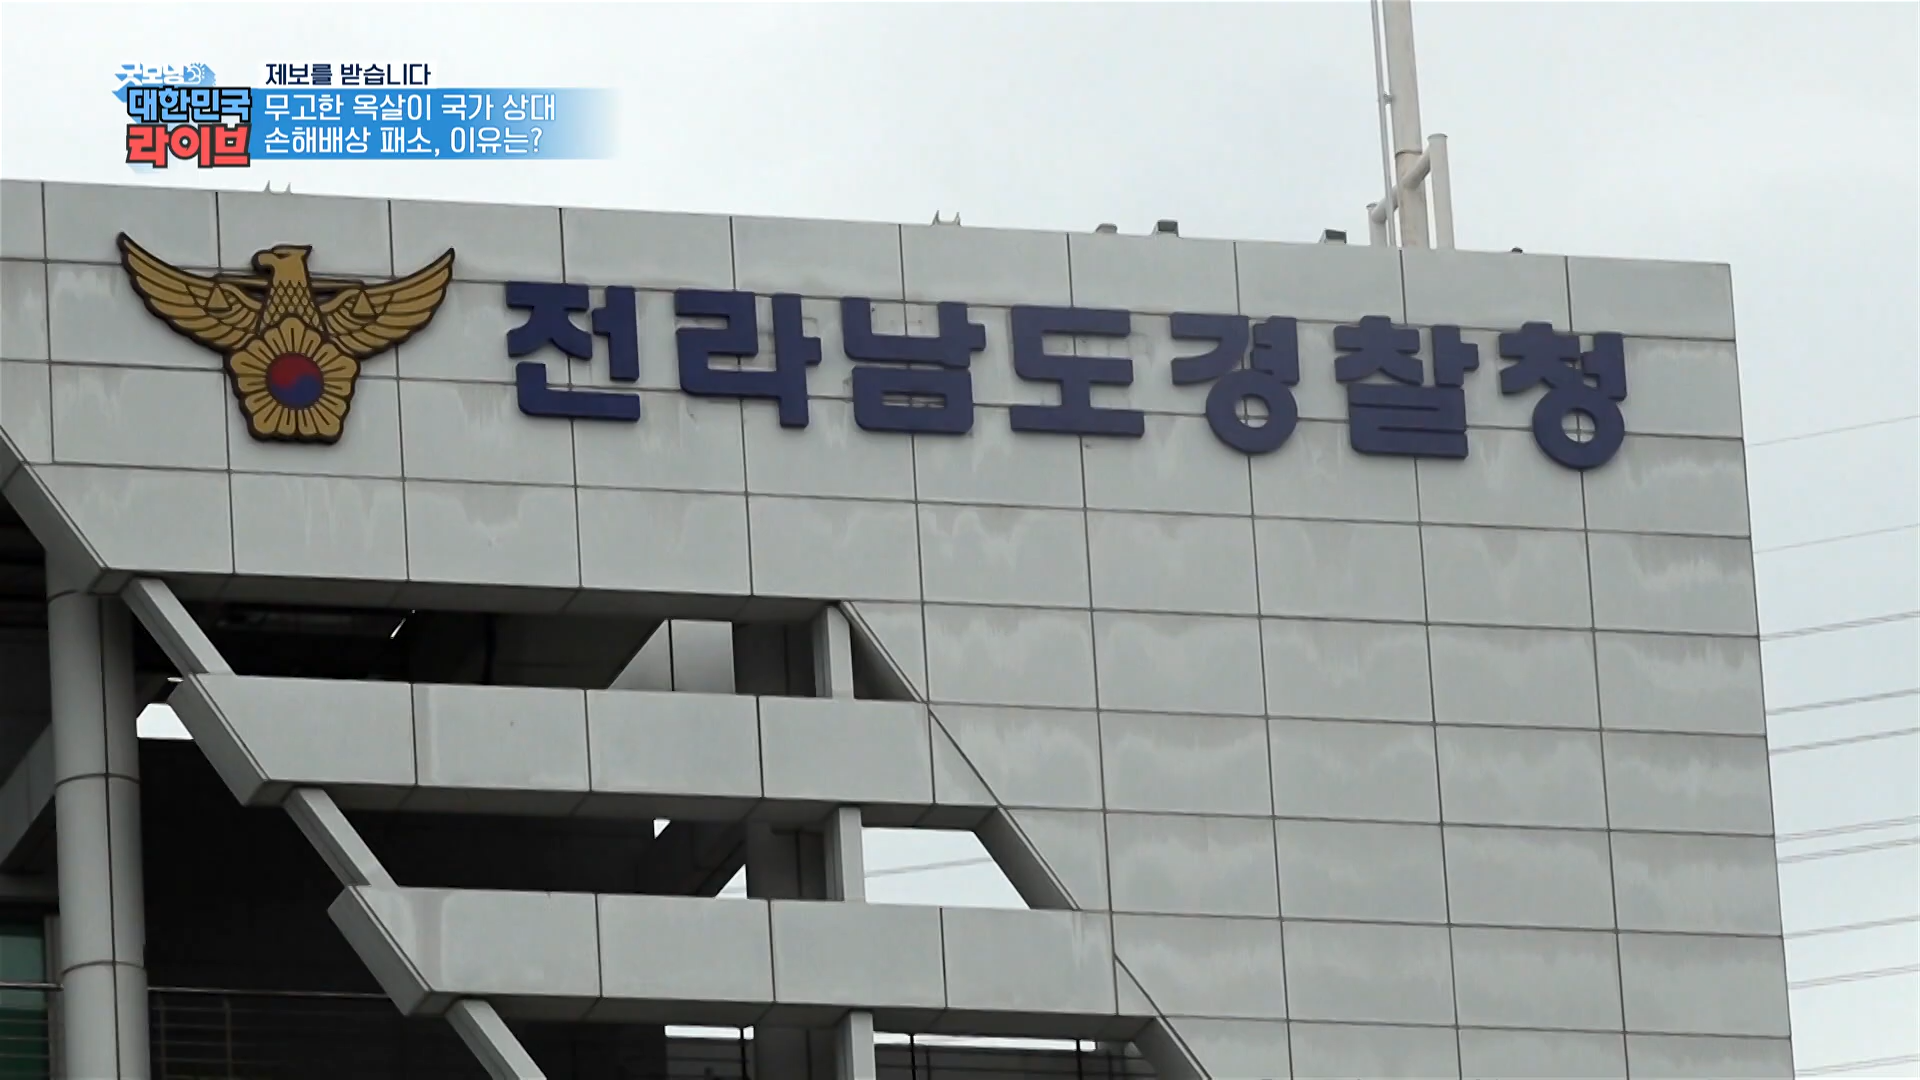 굿모닝
대한민국
라이브
제보를 받습니다
무고한 옥살이 국가 상대
손해배상 패소, 이유는?
전라남도경찰청